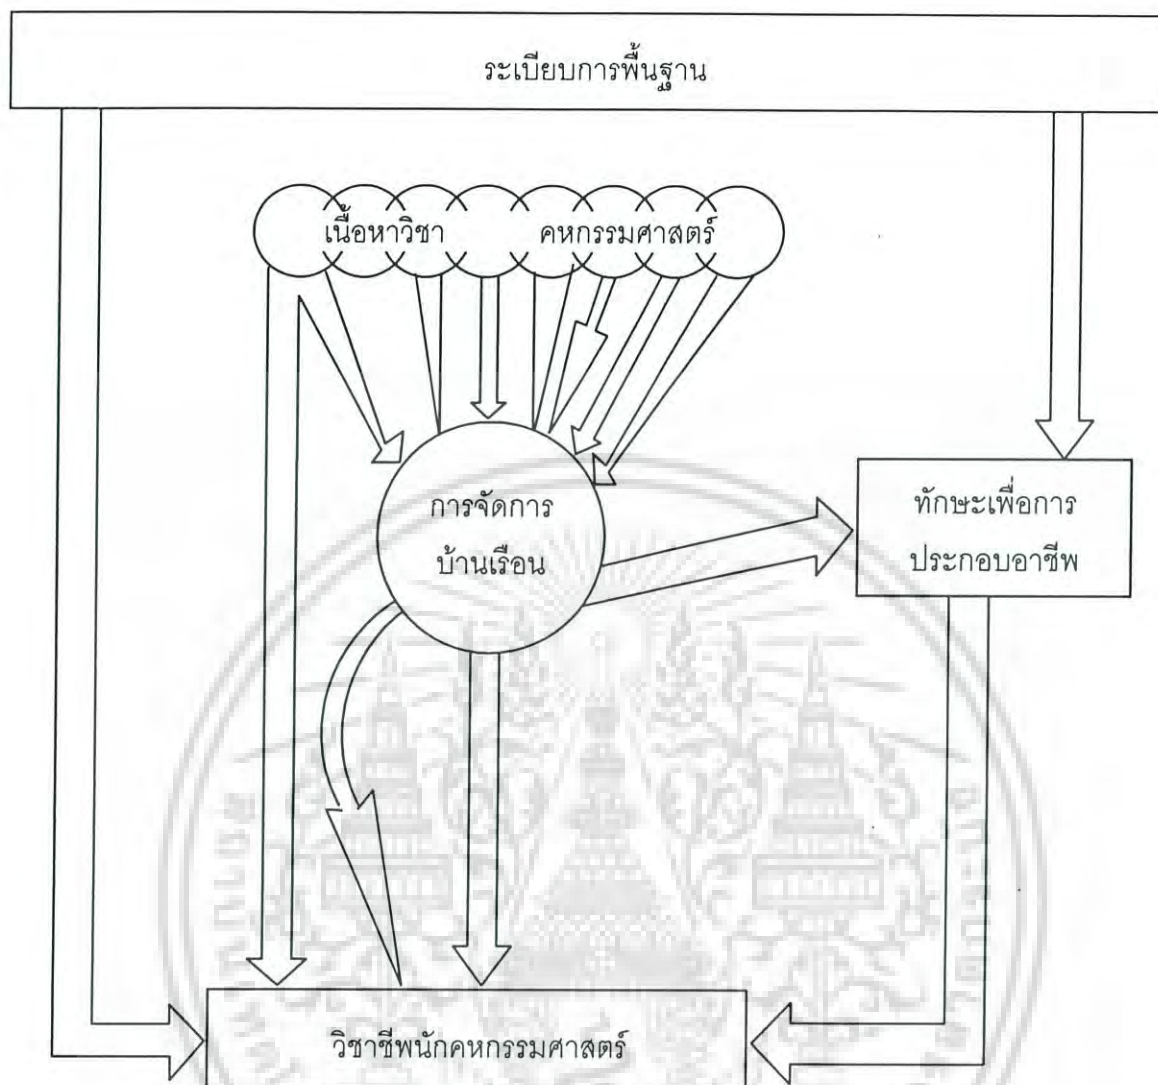 ระเบียบการพื้นฐาน
เนื้อหาวิชา คหกรรมศาสตร์
การจัดการ
บ้านเรือน
ทักษะเพื่อการ
ประกอบอาชีพ
วิชาชีพนักคหกรรมศาสตร์